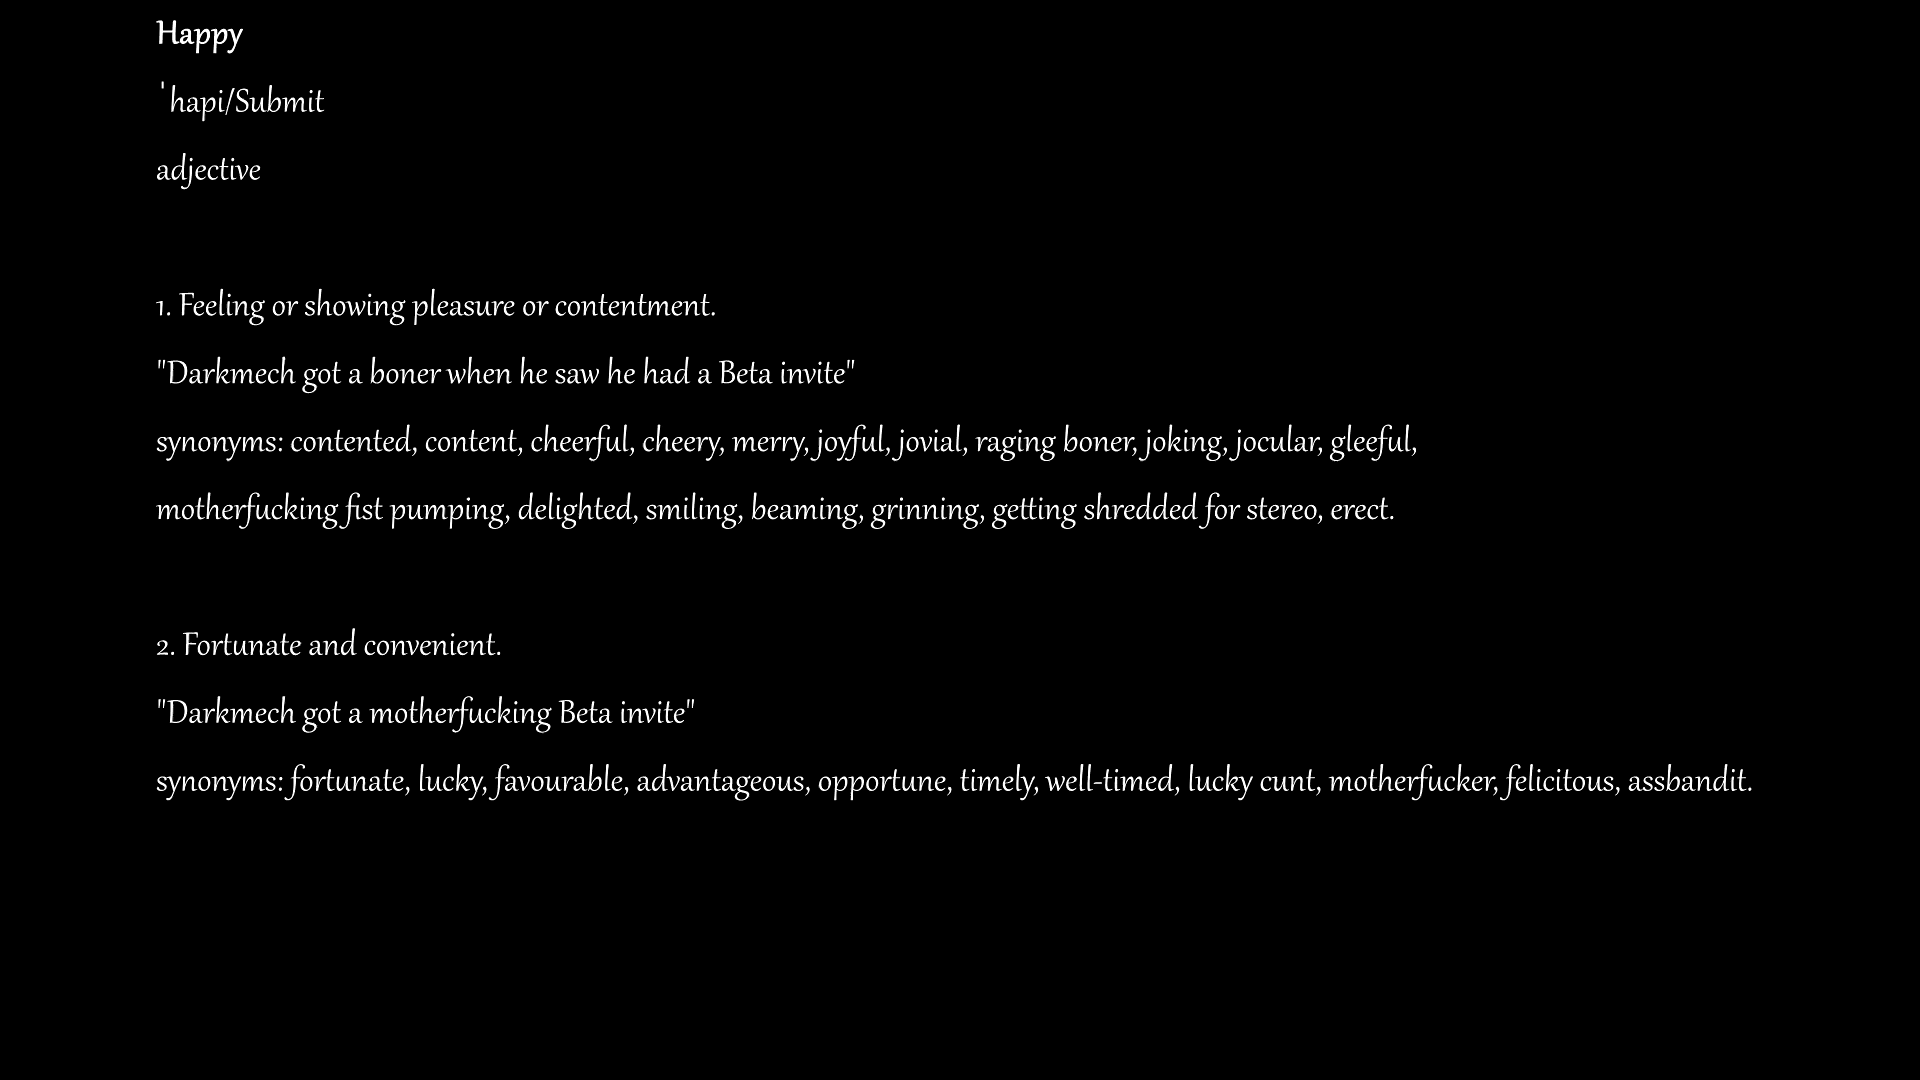 Happy
ˈhapi/Submit
adjective
1. Feeling or showing pleasure or contentment.
"Darkmech got a boner when he saw he had a Beta invite"
synonyms: contented, content, cheerful, cheery, merry, joyful, jovial, raging boner, joking, jocular, gleeful,
motherfucking fist pumping, delighted, smiling, beaming, grinning, getting shredded for stereo, erect.
2. Fortunate and convenient.
"Darkmech got a motherfucking Beta invite"
synonyms: fortunate, lucky, favourable, advantageous, opportune, timely, well-timed, lucky cunt, motherfucker, felicitous, assbandit.